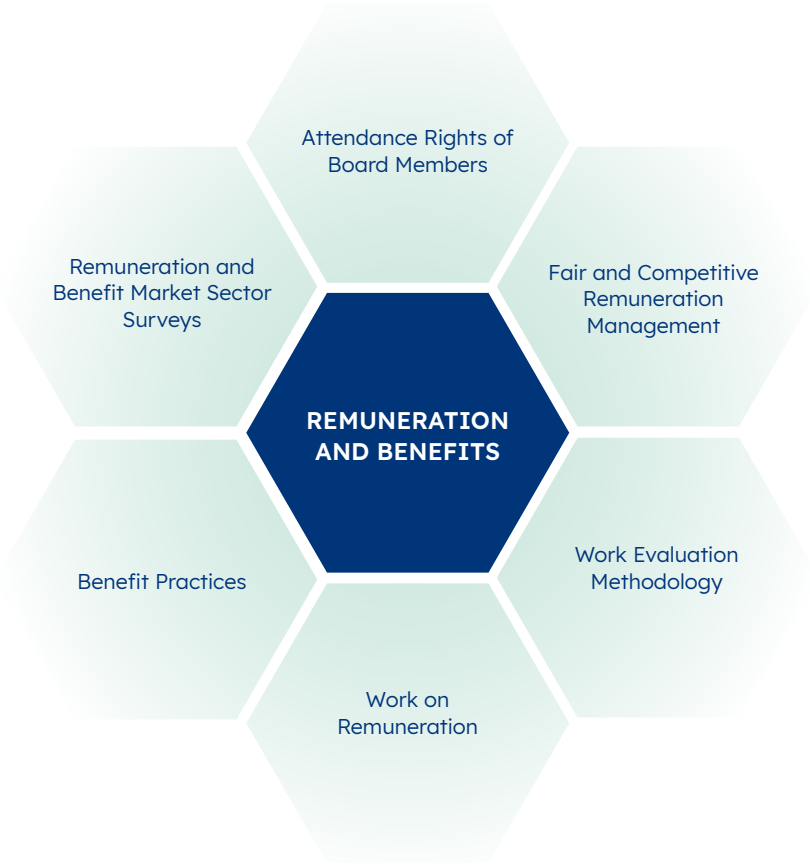 Attendance Rights of
Board Members
Remuneration and
Benefit Market Sector
Surveys
Fair and Competitive
Remuneration
Management
REMUNERATION
AND BENEFITS
Benefit Practices
Work Evaluation
Methodology
Work on
Remuneration